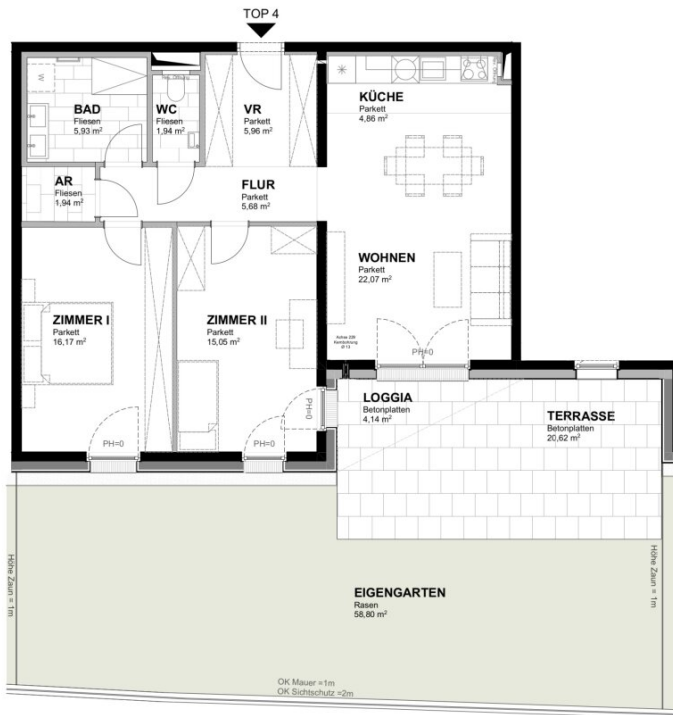 TOP 4
W
BAD
Fliesen
5,93 m²
WC
Fliesen
1,94 m²
VR
Parkett
5,96 m²
KÜCHE
Parkett
4,86 m²
AR
Fliesen
1,94 m²
FLUR
Parkett
5,68 m²
WOHNEN
Parkett
22,07 m²
ZIMMER I
Parkett
16,17 m²
ZIMMER II
Parkett
15,05 m²
PH=0
PH=0
PH=0
PH=0
LOGGIA
Betonplatten
4,14 m²
TERRASSE
Betonplatten
20,62 m²
Höhe Zaun = 1m
Höhe Zaun = 1m
EIGENGARTEN
Rasen
58,80 m²
OK Mauer =1m
OK Sichtschutz =2m